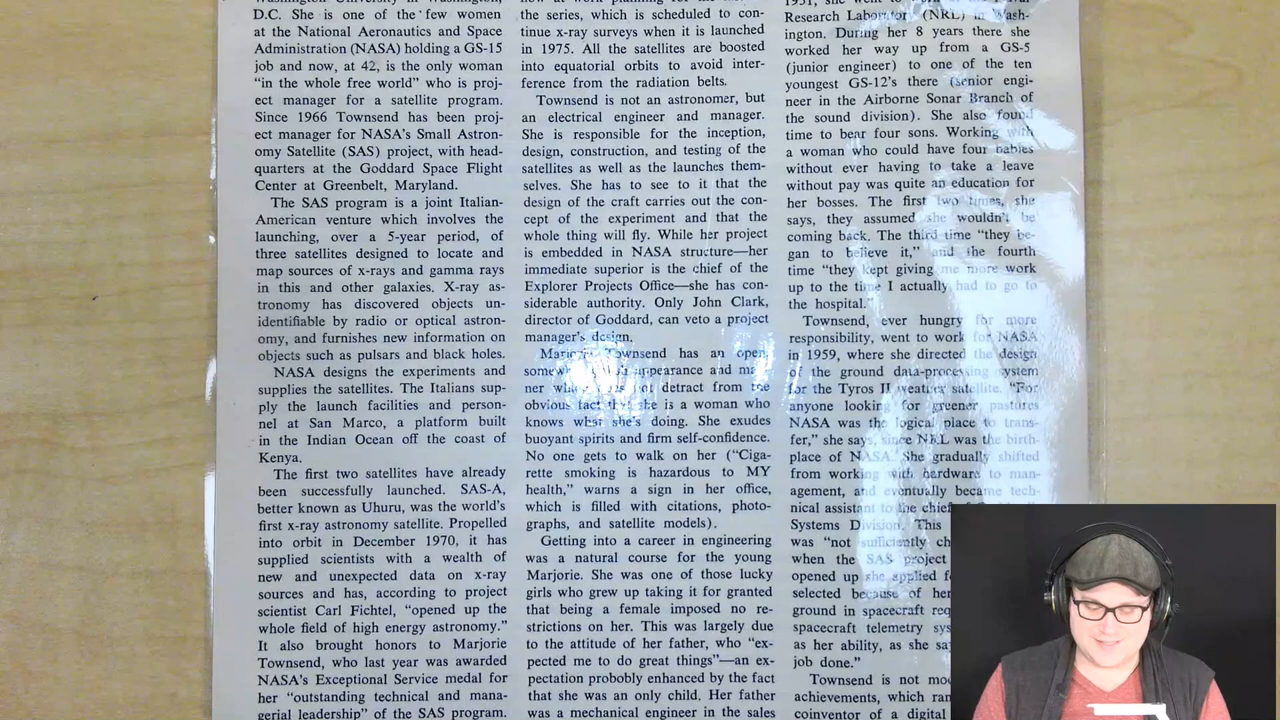 Washington University in Washington,
D.C. She is one of the few women
at the National Aeronautics and Space
Administration (NASA) holding a GS-15
job and now, at 42, is the only woman
“in the whole free world” who is proj-
ect manager for a satellite program.
Since 1966 Townsend has been proj-
ect manager for NASA's Small Astron-
omy Satellite (SAS) project, with head-
quarters at the Goddard Space Flight
Center at Greenbelt, Maryland.
The SAS program is a joint Italian-
American venture which involves the
launching, over a 5-year period, of
three satellites designed to locate and
map sources of x-rays and gamma rays
in this and other galaxies. X-ray as-
tronomy has discovered objects un-
identifiable by radio or optical astron-
omy, and furnishes new information on
objects such as pulsars and black holes.
NASA designs the experiments and
supplies the satellites. The Italians sup-
ply the launch facilities and person-
nel at San Marco, a platform built
in the Indian Ocean off the coast of
Kenya.
The first two satellites have already
been successfully launched. SAS-A,
better known as Uhuru, was the world's
first x-ray astronomy satellite. Propelled
into orbit in December 1970, it has
supplied scientists with a wealth of
new and unexpected data on x-ray
sources and has, according to project
scientist Carl Fichtel, “opened up the
whole field of high energy astronomy.”
It also brought honors to Marjorie
Townsend, who last year was awarded
NASA's Exceptional Service medal for
her “outstanding technical and mana-
gerial leadership” of the SAS program.
the series, which is scheduled to con-
tinue x-ray surveys when it is launched
in 1975. All the satellites are boosted
into equatorial orbits to avoid inter-
ference from the radiation belts.
Townsend is not an astronomer, but
an electrical engineer and manager.
She is responsible for the inception,
design, construction, and testing of the
satellites as well as the launches them-
selves. She has to see to it that the
design of the craft carries out the con-
cept of the experiment and that the
whole thing will fly. While her project
is embedded in NASA structure—her
immediate superior is the chief of the
Explorer Projects Office—she has con-
siderable authority. Only John Clark,
director of Goddard, can veto a project
manager's design.
Marjorie Townsend has an open,
appearance and man-
ner detract from the
obvious fact that she is a woman who
knows what she's doing. She exudes
buoyant spirits and firm self-confidence.
No one gets to walk on her (“Ciga-
rette smoking is hazardous to MY
health,” warns a sign in her office,
which is filled with citations, photo-
graphs, and satellite models).
Getting into a career in engineering
was a natural course for the young
Marjorie. She was one of those lucky
girls who grew up taking it for granted
that being a female imposed no re-
strictions on her. This was largely due
to the attitude of her father, who “ex-
pected me to do great things”—an ex-
pectation probobly enhanced by the fact
that she was an only child. Her father
was a mechanical engineer in the sales
1951, she went to work at the Naval
Research Laboratory (NRL) in Wash-
ington. During her 8 years there she
worked her way up from a GS-5
(junior engineer) to one of the ten
youngest GS-12's there (senior engi-
neer in the Airborne Sonar Branch of
the sound division). She also found
time to bear four sons. Working with
a woman who could have four babies
without ever having to take a leave
without pay was quite an education for
her bosses. The first two times, she
says, they assumed she wouldn't be
coming back. The third time “they be-
gan to believe it,” and the fourth
time “they kept giving me more work
up to the time I actually had to go to
the hospital.”
Townsend, ever hungry for more
responsibility, went to work for NASA
in 1959, where she directed the design
of the ground data-processing system
for the Tyros II weather satellite. “For
anyone looking for greener pastures
NASA was the logical place to trans-
fer,” she says, since NRL was the birth-
place of NASA. She gradually shifted
from working with hardware to man-
agement, and eventually became tech-
nical assistant to the chief
Systems Division. This
was “not sufficiently ch
when the SAS project
opened up she applied f
selected because of her
ground in spacecraft req
spacecraft telemetry sys
as her ability, as she sa
job done.”
Townsend is not mo
achievements, which ran
coinventor of a digital